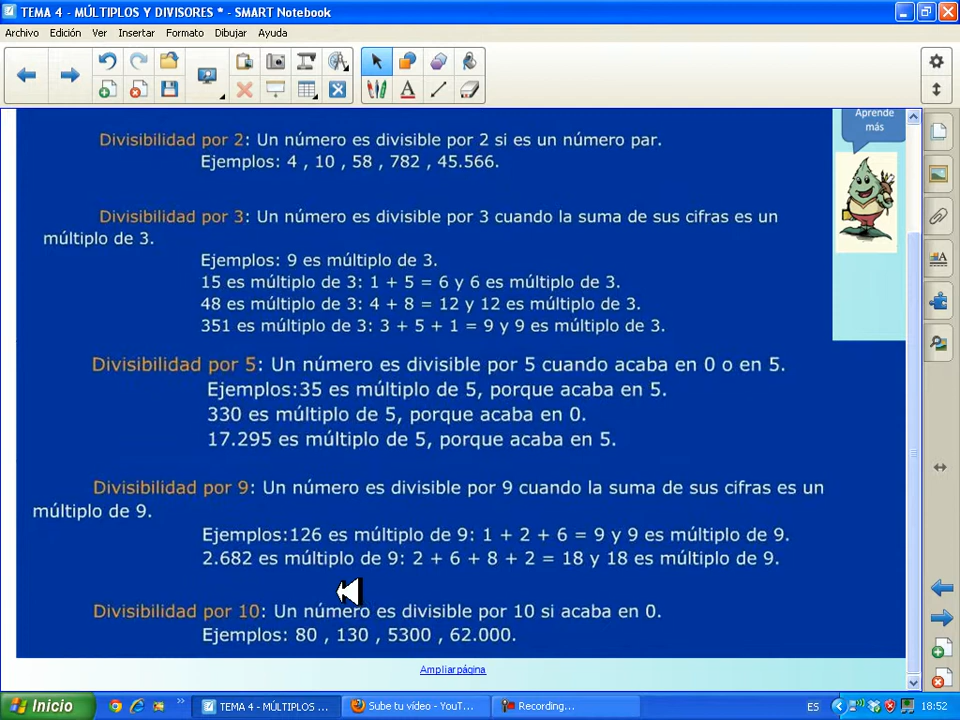 TEMA 4 - MÚLTIPLOS Y DIVISORES * - SMART Notebook
Archivo Edición Ver Insertar Formato Dibujar Ayuda
Aprende
más
Divisibilidad por 2: Un número es divisible por 2 si es un número par.
Ejemplos: 4 , 10 , 58 , 782 , 45.566.
Divisibilidad por 3: Un número es divisible por 3 cuando la suma de sus cifras es un
múltiplo de 3.
Ejemplos: 9 es múltiplo de 3.
15 es múltiplo de 3: 1 + 5 = 6 y 6 es múltiplo de 3.
48 es múltiplo de 3: 4 + 8 = 12 y 12 es múltiplo de 3.
351 es múltiplo de 3: 3 + 5 + 1 = 9 y 9 es múltiplo de 3.
Divisibilidad por 5: Un número es divisible por 5 cuando acaba en 0 o en 5.
Ejemplos:35 es múltiplo de 5, porque acaba en 5.
330 es múltiplo de 5, porque acaba en 0.
17.295 es múltiplo de 5, porque acaba en 5.
Divisibilidad por 9: Un número es divisible por 9 cuando la suma de sus cifras es un
múltiplo de 9.
Ejemplos:126 es múltiplo de 9: 1 + 2 + 6 = 9 y 9 es múltiplo de 9.
2.682 es múltiplo de 9: 2 + 6 + 8 + 2 = 18 y 18 es múltiplo de 9.
Divisibilidad por 10: Un número es divisible por 10 si acaba en 0.
Ejemplos: 80 , 130 , 5300 , 62.000.
Ampliar página
Inicio TEMA 4 - MÚLTIPLOS ... Sube tu vídeo - YouT... Recording... ES 18:52